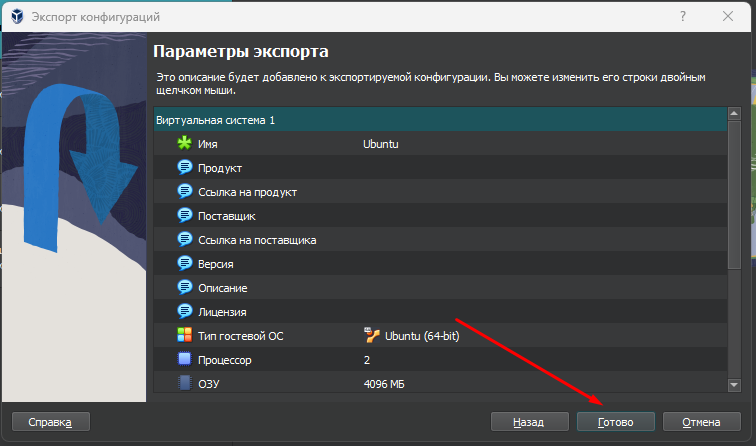 Экспорт конфигураций
?
Параметры экспорта
Это описание будет добавлено к экспортируемой конфигурации. Вы можете изменить его строки двойным
щелчком мыши.
Виртуальная система 1
Имя Ubuntu
Продукт
Ссылка на продукт
Поставщик
Ссылка на поставщика
Версия
Описание
Лицензия
Тип гостевой ОС Ubuntu (64-bit)
Процессор 2
ОЗУ 4096 МБ
Справка Назад Готово Отмена